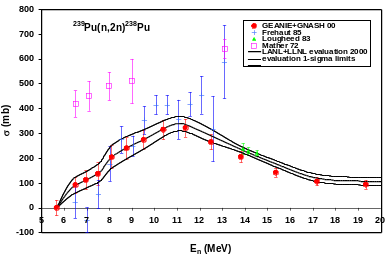 800
700
600
500
400
300
200
100
0
-100
σ (mb)
²³⁹Pu(n,2n)²³⁸Pu
GEANIE+GNASH 00
Frehaut 85
Lougheed 83
Mather 72
LANL+LLNL evaluation 2000
evaluation 1-sigma limits
5 6 7 8 9 10 11 12 13 14 15 16 17 18 19 20
Eₙ (MeV)